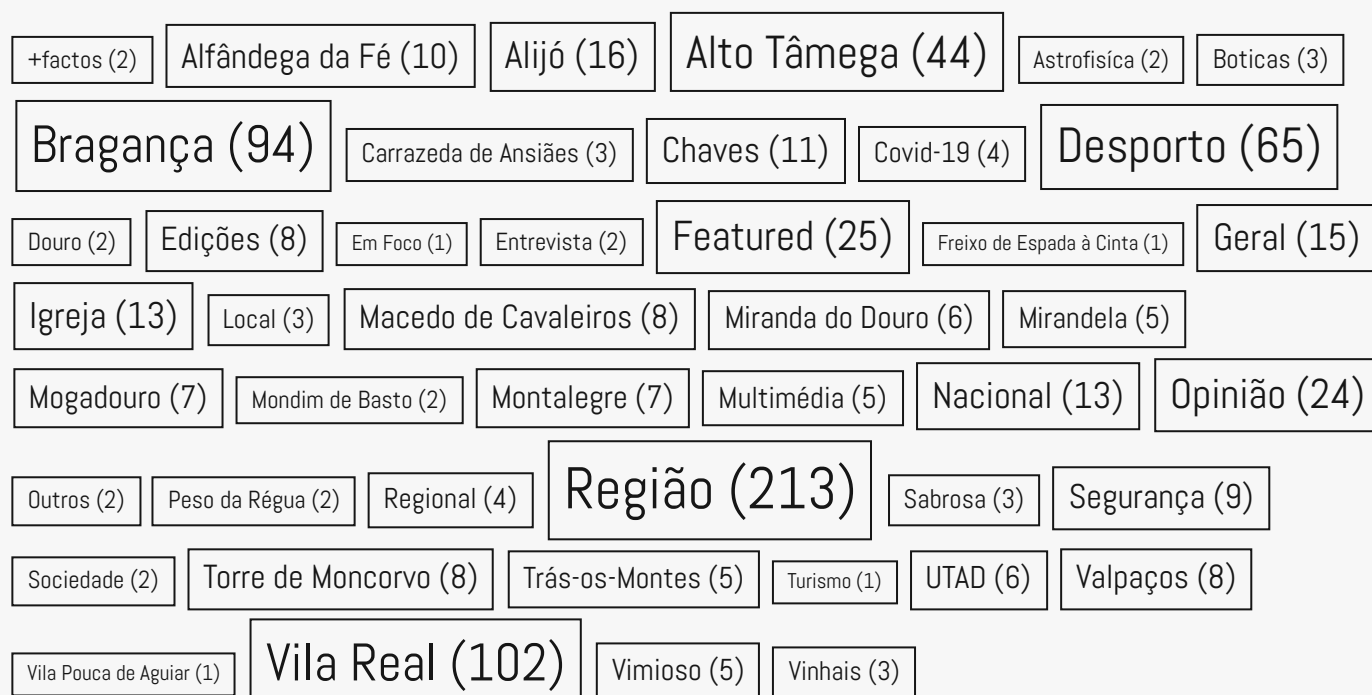 +factos (2) Alfândega da Fé (10) Alijó (16) Alto Tâmega (44) Astrofisíca (2) Boticas (3)
Bragança (94) Carrazeda de Ansiães (3) Chaves (11) Covid-19 (4) Desporto (65)
Douro (2) Edições (8) Em Foco (1) Entrevista (2) Featured (25) Freixo de Espada à Cinta (1) Geral (15)
Igreja (13) Local (3) Macedo de Cavaleiros (8) Miranda do Douro (6) Mirandela (5)
Mogadouro (7) Mondim de Basto (2) Montalegre (7) Multimédia (5) Nacional (13) Opinião (24)
Outros (2) Peso da Régua (2) Regional (4) Região (213) Sabrosa (3) Segurança (9)
Sociedade (2) Torre de Moncorvo (8) Trás-os-Montes (5) Turismo (1) UTAD (6) Valpaços (8)
Vila Pouca de Aguiar (1) Vila Real (102) Vimioso (5) Vinhais (3)